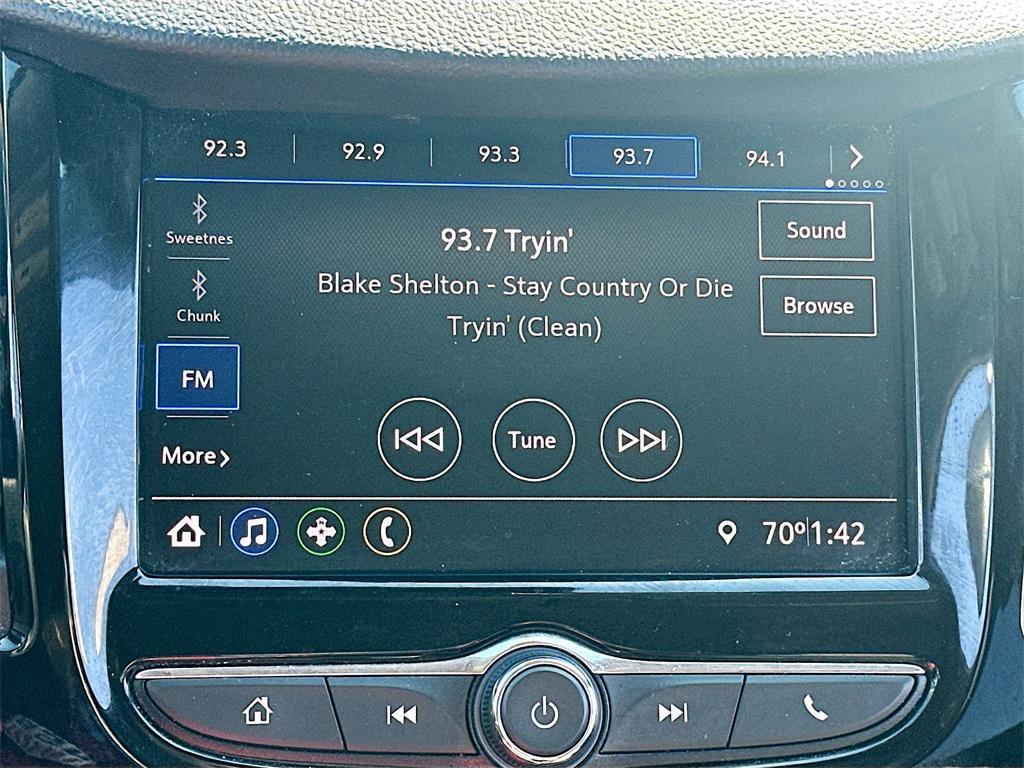 92.3 92.9 93.3 93.7 94.1
Sweetnes
Chunk
FM
More
93.7 Tryin'
Blake Shelton - Stay Country Or Die
Tryin' (Clean)
Sound
Browse
Tune
70º 1:42